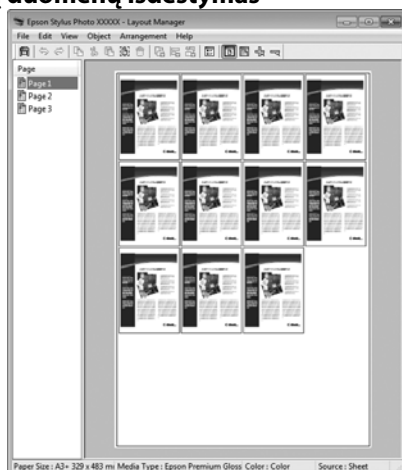 duomenų išdėstymas
Epson Stylus Photo XXXXX - Layout Manager
File Edit View Object Arrangement Help
Page
Page 1
Page 2
Page 3
Paper Size : A3+ 329 x 483 mi Media Type : Epson Premium Gloss Color : Color Source : Sheet